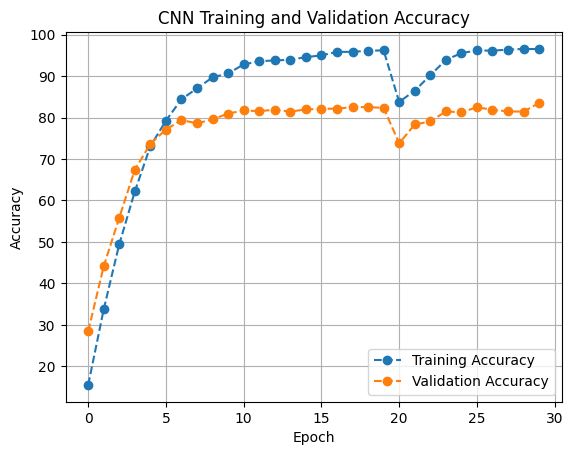 CNN Training and Validation Accuracy
100
90
80
70
60
50
40
30
20
Accuracy
0 5 10 15 20 25 30
Epoch
Training Accuracy
Validation Accuracy